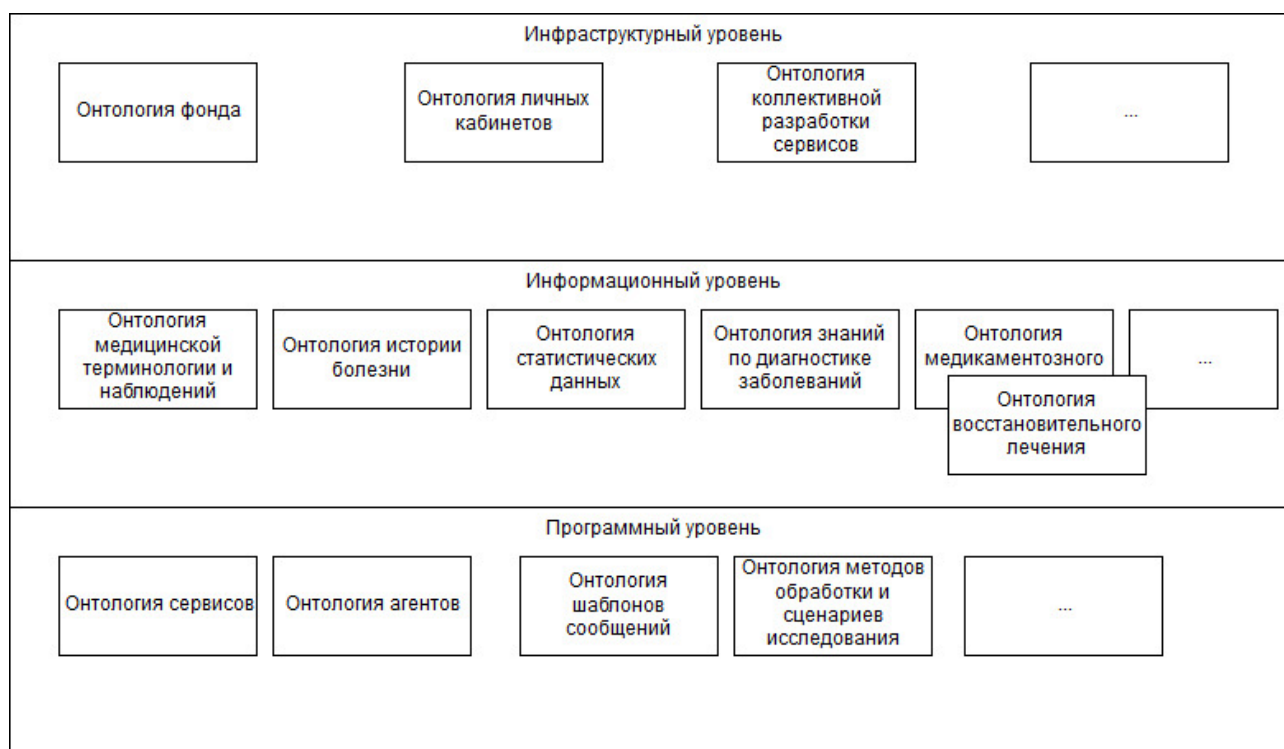 Инфраструктурный уровень
Онтология фонда
Онтология личных
кабинетов
Онтология
коллективной
разработки
сервисов
...
Информационный уровень
Онтология
медицинской
терминологии и
наблюдений
Онтология истории
болезни
Онтология
статистических
данных
Онтология знаний
по диагностике
заболеваний
Онтология
медикаментозного
Онтология
восстановительного
лечения
...
Программный уровень
Онтология сервисов
Онтология агентов
Онтология
шаблонов
сообщений
Онтология методов
обработки и
сценариев
исследования
...